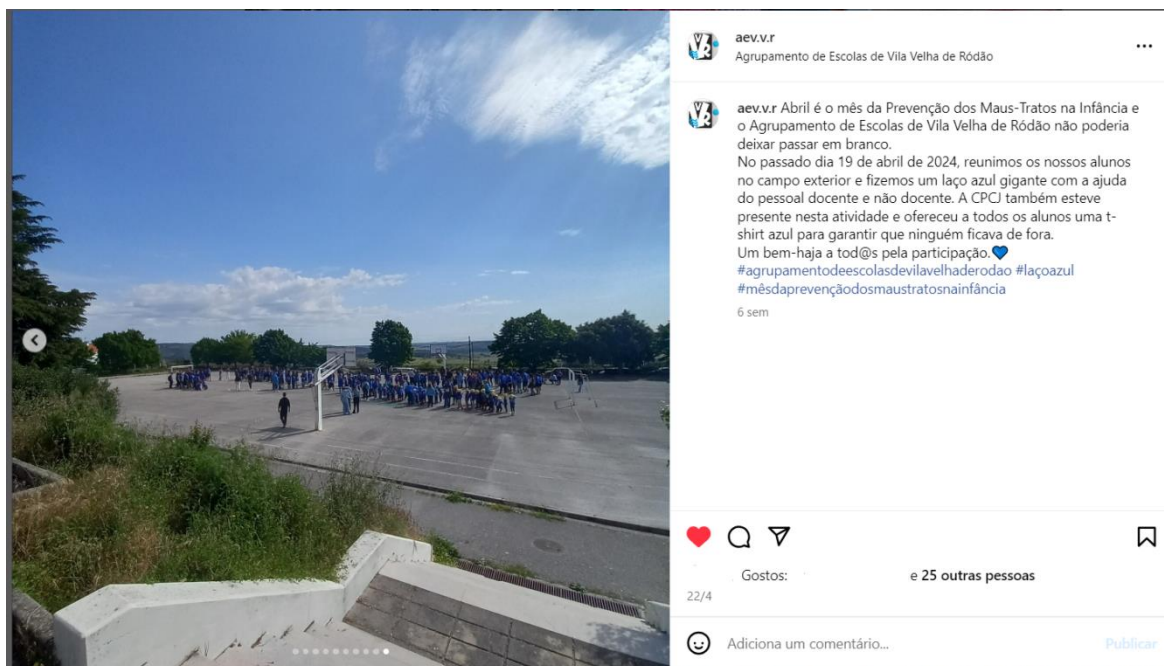 aev.v.r
Agrupamento de Escolas de Vila Velha de Ródão
aev.v.r Abril é o mês da Prevenção dos Maus-Tratos na Infância e
o Agrupamento de Escolas de Vila Velha de Ródão não poderia
deixar passar em branco.
No passado dia 19 de abril de 2024, reunimos os nossos alunos
no campo exterior e fizemos um laço azul gigante com a ajuda
do pessoal docente e não docente. A CPCJ também esteve
presente nesta atividade e ofereceu a todos os alunos uma t-
shirt azul para garantir que ninguém ficava de fora.
Um bem-haja a tod@s pela participação.💙
#agrupamentodeescolasdevilavelhaderodao #laçoazul
#mêsdaprevençãodosmaustratosnainfância
6 sem
Gostos: e 25 outras pessoas
22/4
Adiciona um comentário... Publicar